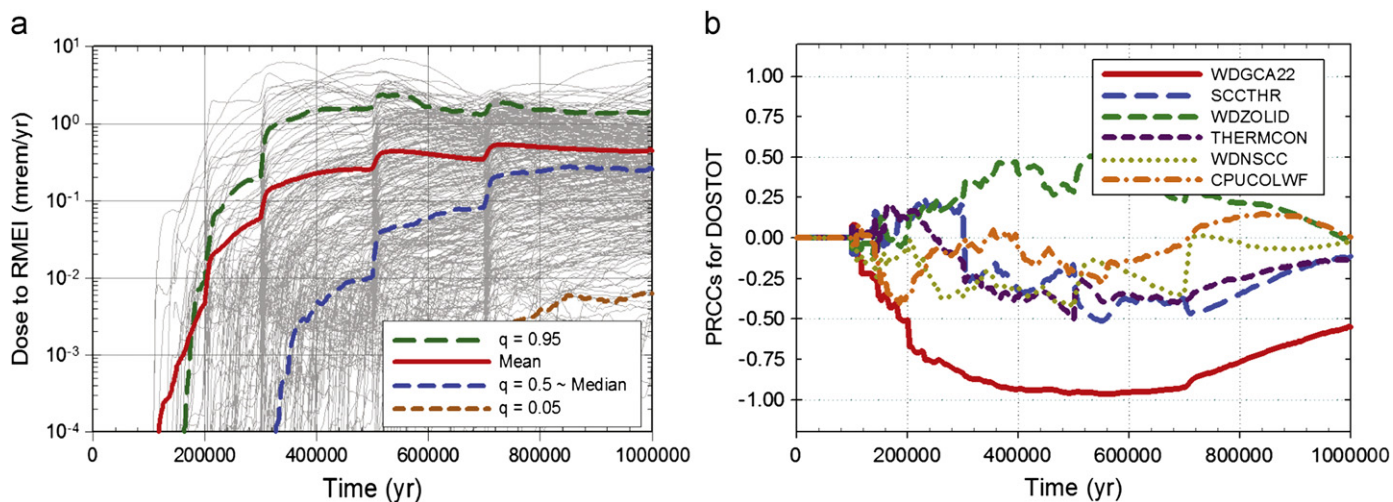 a
Dose to RMEI (mrem/yr)
10^1
10^0
10^-1
10^-2
10^-3
10^-4
q = 0.95
Mean
q = 0.5 ~ Median
q = 0.05
0 200000 400000 600000 800000 1000000
Time (yr)
b
PRCCs for DOSTOT
1.00
0.75
0.50
0.25
0.00
-0.25
-0.50
-0.75
-1.00
WDGCA22
SCCTHR
WDZOLID
THERMCON
WDNSCC
CPUCOLWF
0 200000 400000 600000 800000 1000000
Time (yr)